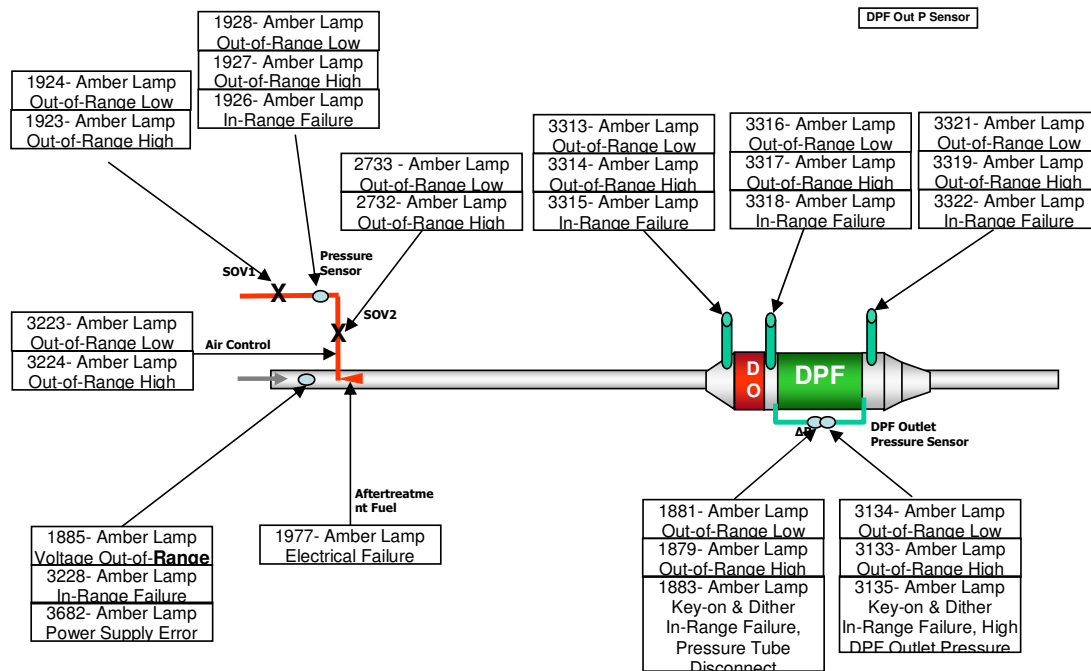 1928- Amber Lamp
Out-of-Range Low
1927- Amber Lamp
Out-of-Range High
1926- Amber Lamp
In-Range Failure
DPF Out P Sensor
1924- Amber Lamp
Out-of-Range Low
1923- Amber Lamp
Out-of-Range High
2733 - Amber Lamp
Out-of-Range Low
2732- Amber Lamp
Out-of-Range High
3313- Amber Lamp
Out-of-Range Low
3314- Amber Lamp
Out-of-Range High
3315- Amber Lamp
In-Range Failure
3316- Amber Lamp
Out-of-Range Low
3317- Amber Lamp
Out-of-Range High
3318- Amber Lamp
In-Range Failure
3321- Amber Lamp
Out-of-Range Low
3319- Amber Lamp
Out-of-Range High
3322- Amber Lamp
In-Range Failure
SOV1
Pressure
Sensor
X
X
SOV2
3223- Amber Lamp
Out-of-Range Low
3224- Amber Lamp
Out-of-Range High
Air Control
D
O
DPF
DPF Outlet
Pressure Sensor
Aftertreatme
nt Fuel
1885- Amber Lamp
Voltage Out-of-Range
3228- Amber Lamp
In-Range Failure
3682- Amber Lamp
Power Supply Error
1977- Amber Lamp
Electrical Failure
1881- Amber Lamp
Out-of-Range Low
1879- Amber Lamp
Out-of-Range High
1883- Amber Lamp
Key-on & Dither
In-Range Failure,
Pressure Tube
Disconnect
3134- Amber Lamp
Out-of-Range Low
3133- Amber Lamp
Out-of-Range High
3135- Amber Lamp
Key-on & Dither
In-Range Failure, High
DPF Outlet Pressure